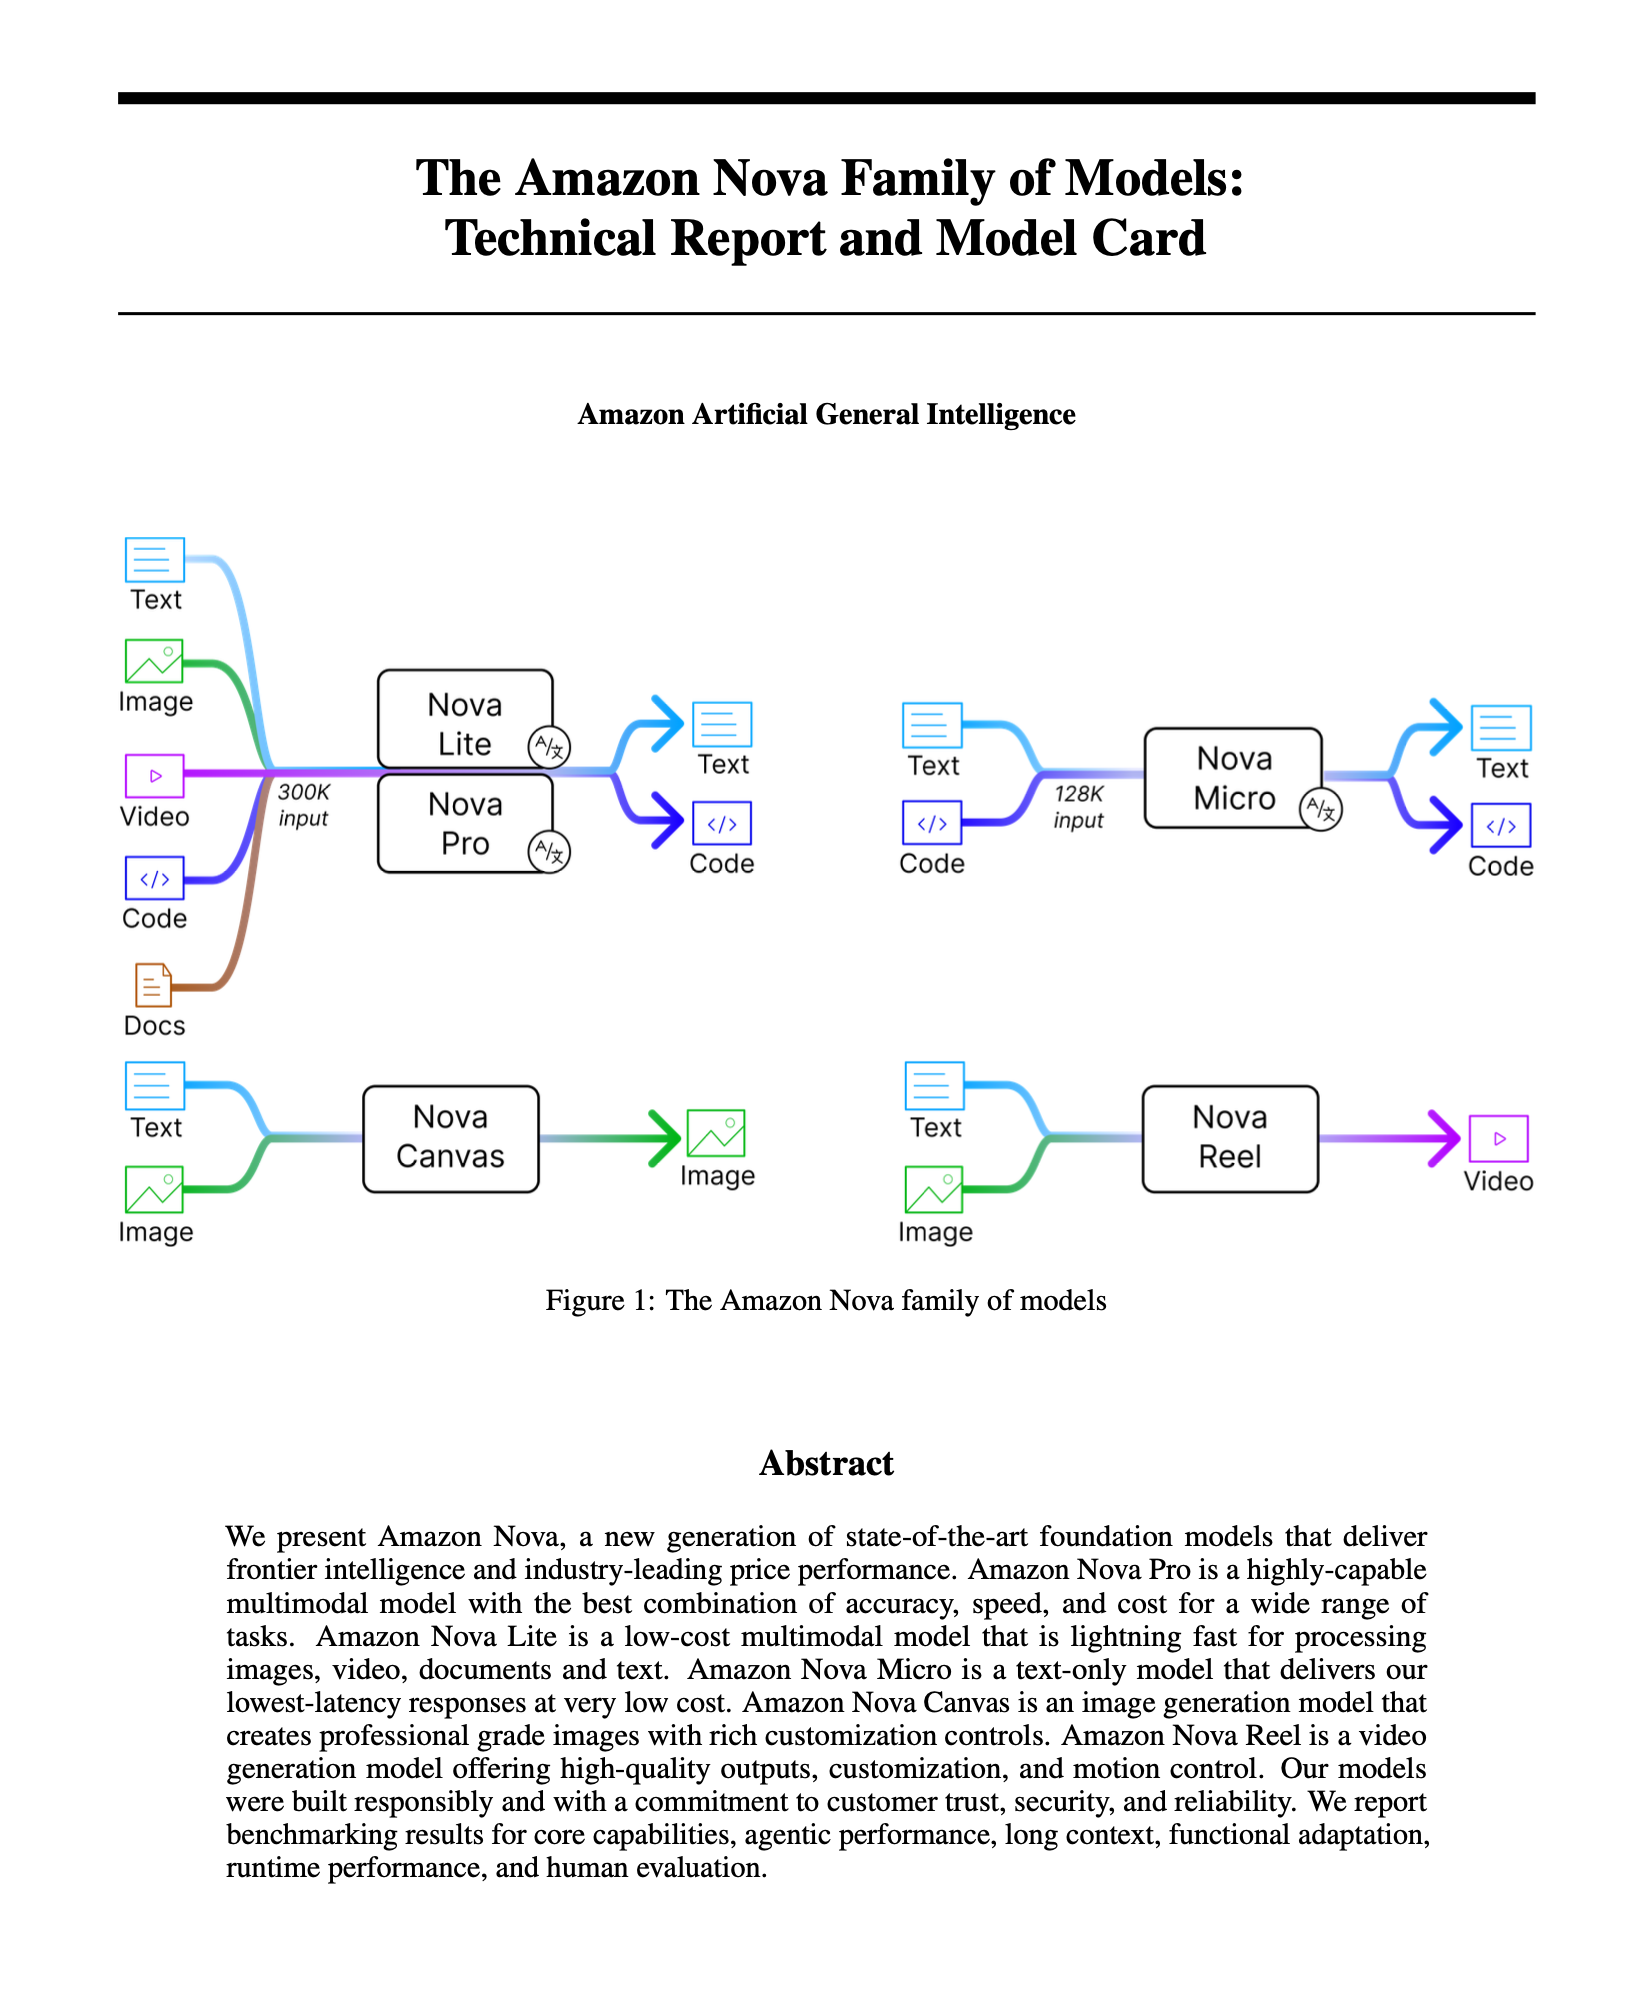 The Amazon Nova Family of Models:
Technical Report and Model Card
Amazon Artificial General Intelligence
Text
Image
Video
Code
Docs
300K
input
Nova
Lite
A/文
Nova
Pro
A/文
Text
Code
Text
Code
128K
input
Nova
Micro
A/文
Text
</>
Code
Text
Image
Nova
Canvas
Image
Text
Image
Nova
Reel
Video
Figure 1: The Amazon Nova family of models
Abstract
We present Amazon Nova, a new generation of state-of-the-art foundation models that deliver
frontier intelligence and industry-leading price performance. Amazon Nova Pro is a highly-capable
multimodal model with the best combination of accuracy, speed, and cost for a wide range of
tasks. Amazon Nova Lite is a low-cost multimodal model that is lightning fast for processing
images, video, documents and text. Amazon Nova Micro is a text-only model that delivers our
lowest-latency responses at very low cost. Amazon Nova Canvas is an image generation model that
creates professional grade images with rich customization controls. Amazon Nova Reel is a video
generation model offering high-quality outputs, customization, and motion control. Our models
were built responsibly and with a commitment to customer trust, security, and reliability. We report
benchmarking results for core capabilities, agentic performance, long context, functional adaptation,
runtime performance, and human evaluation.